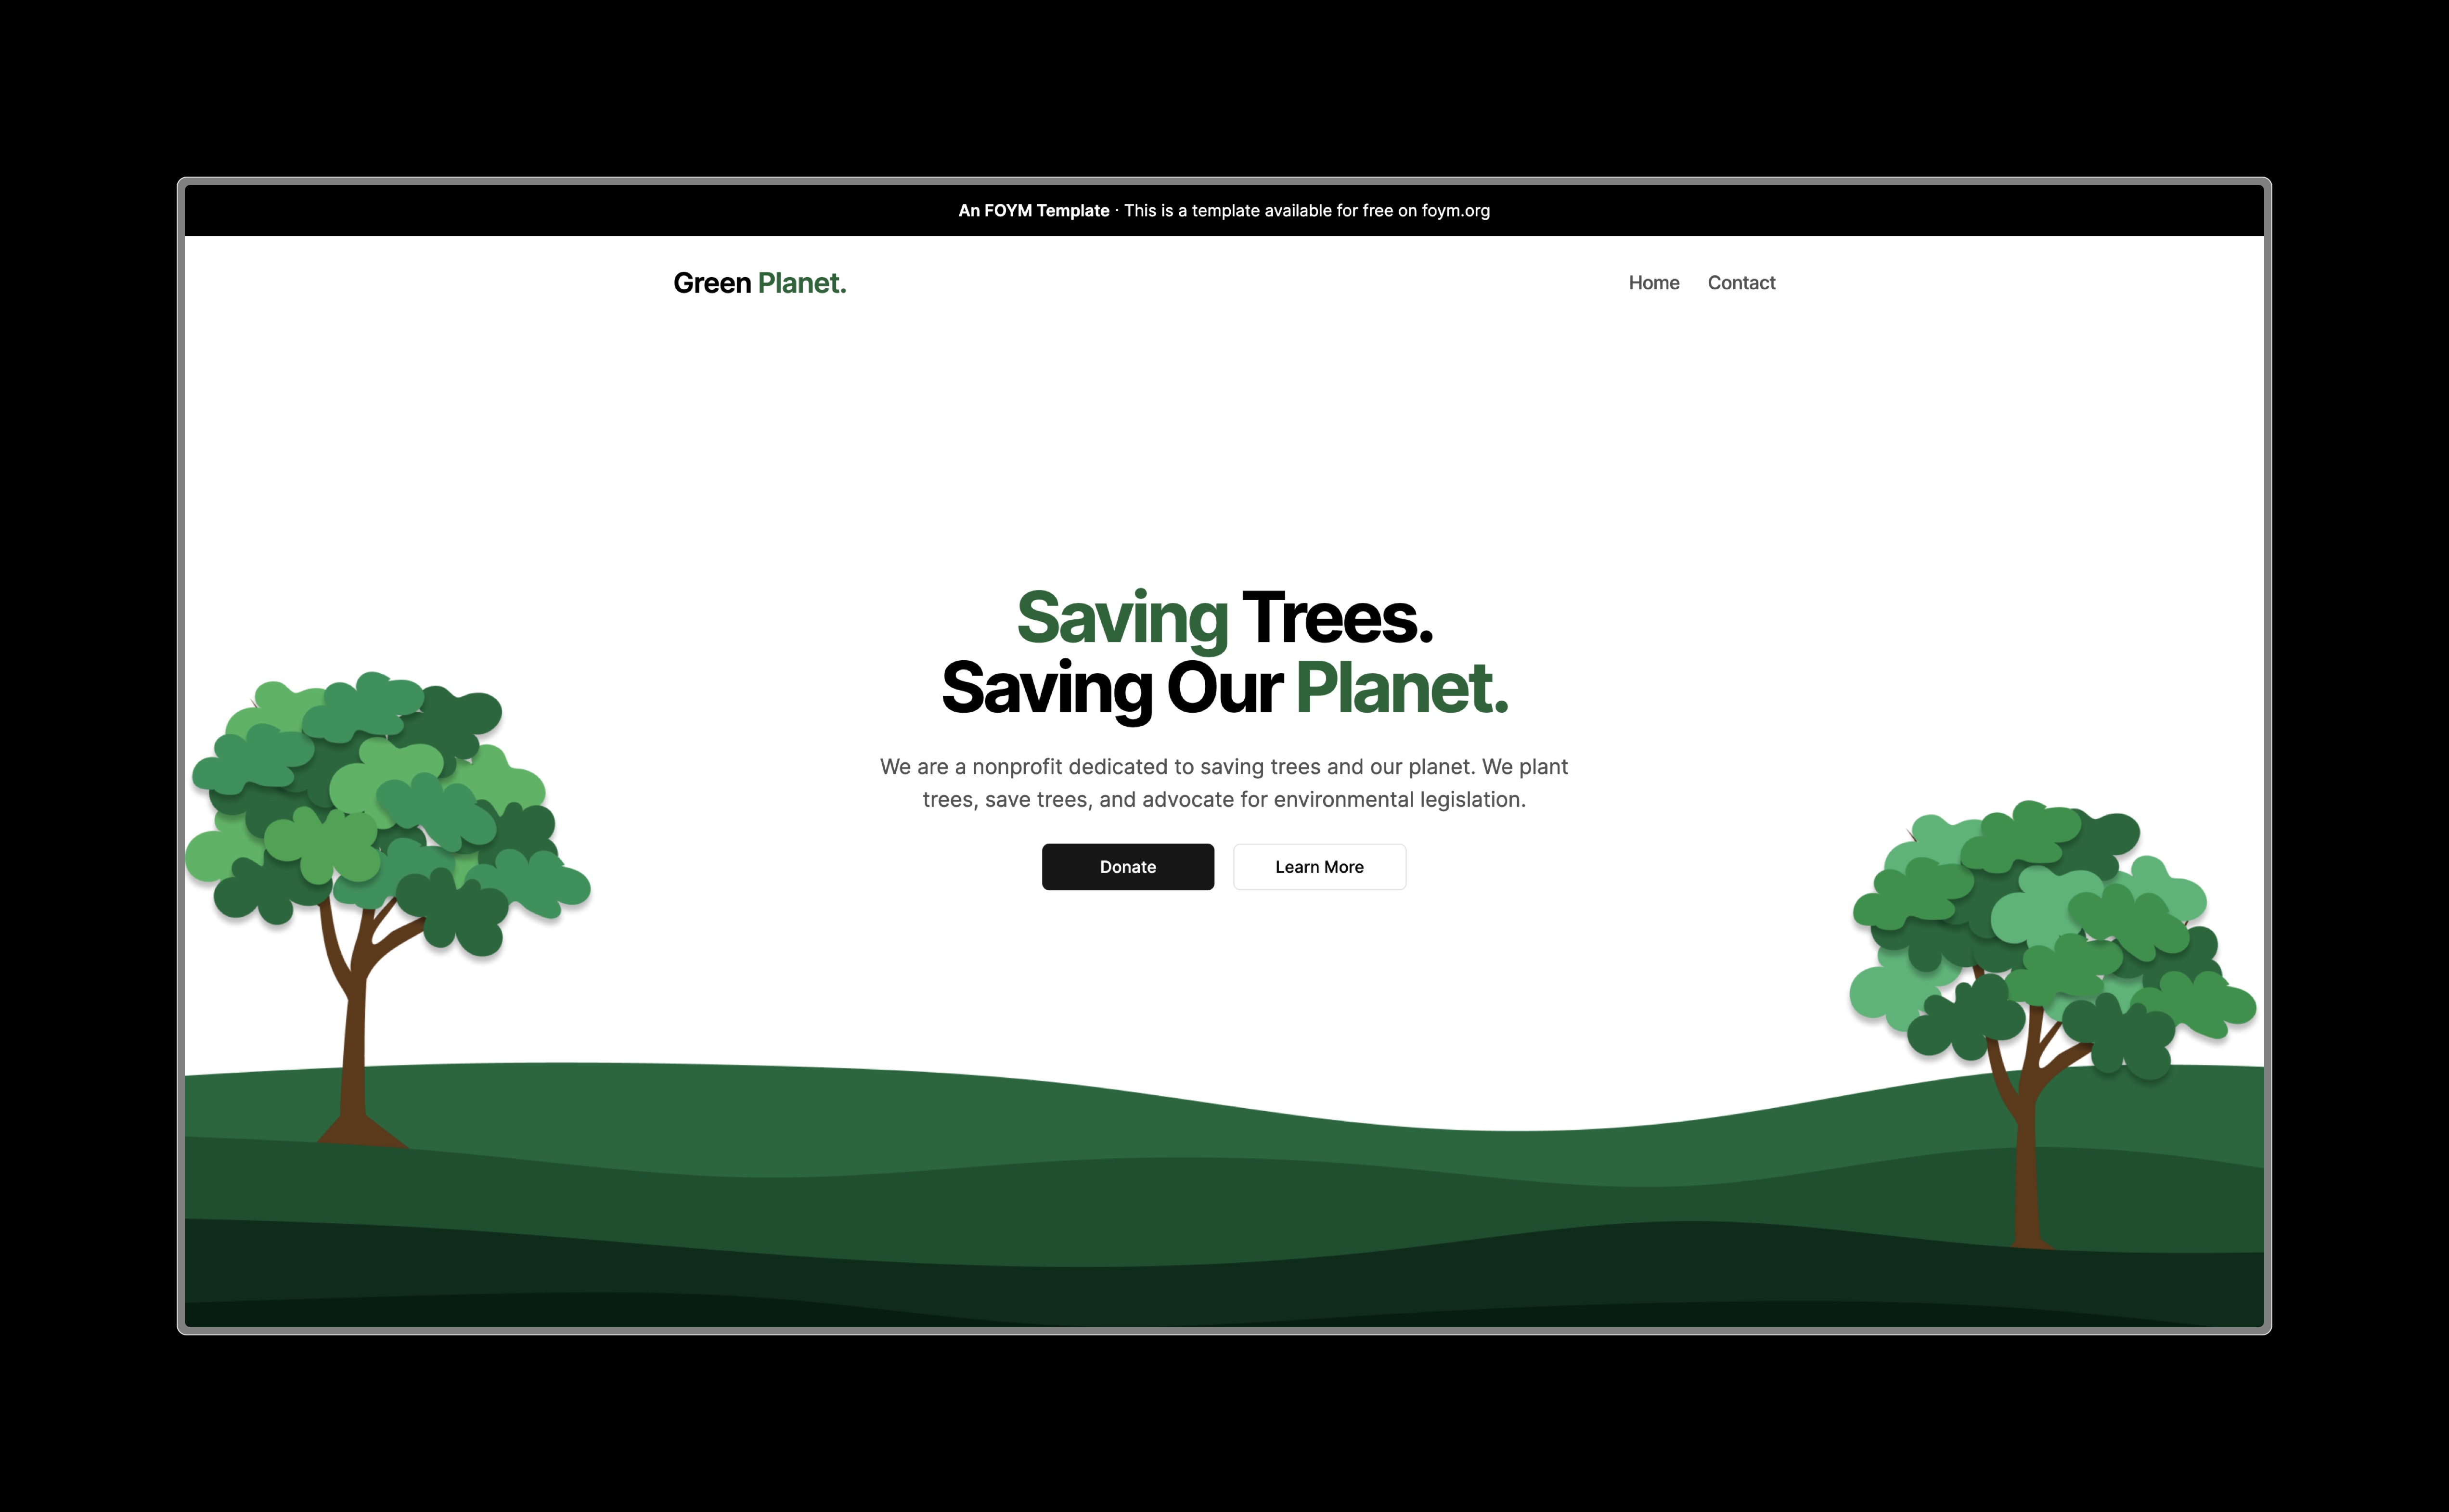 An FOYM Template · This is a template available for free on foym.org
Green Planet.
Home Contact
Saving Trees.
Saving Our Planet.
We are a nonprofit dedicated to saving trees and our planet. We plant
trees, save trees, and advocate for environmental legislation.
Donate Learn More